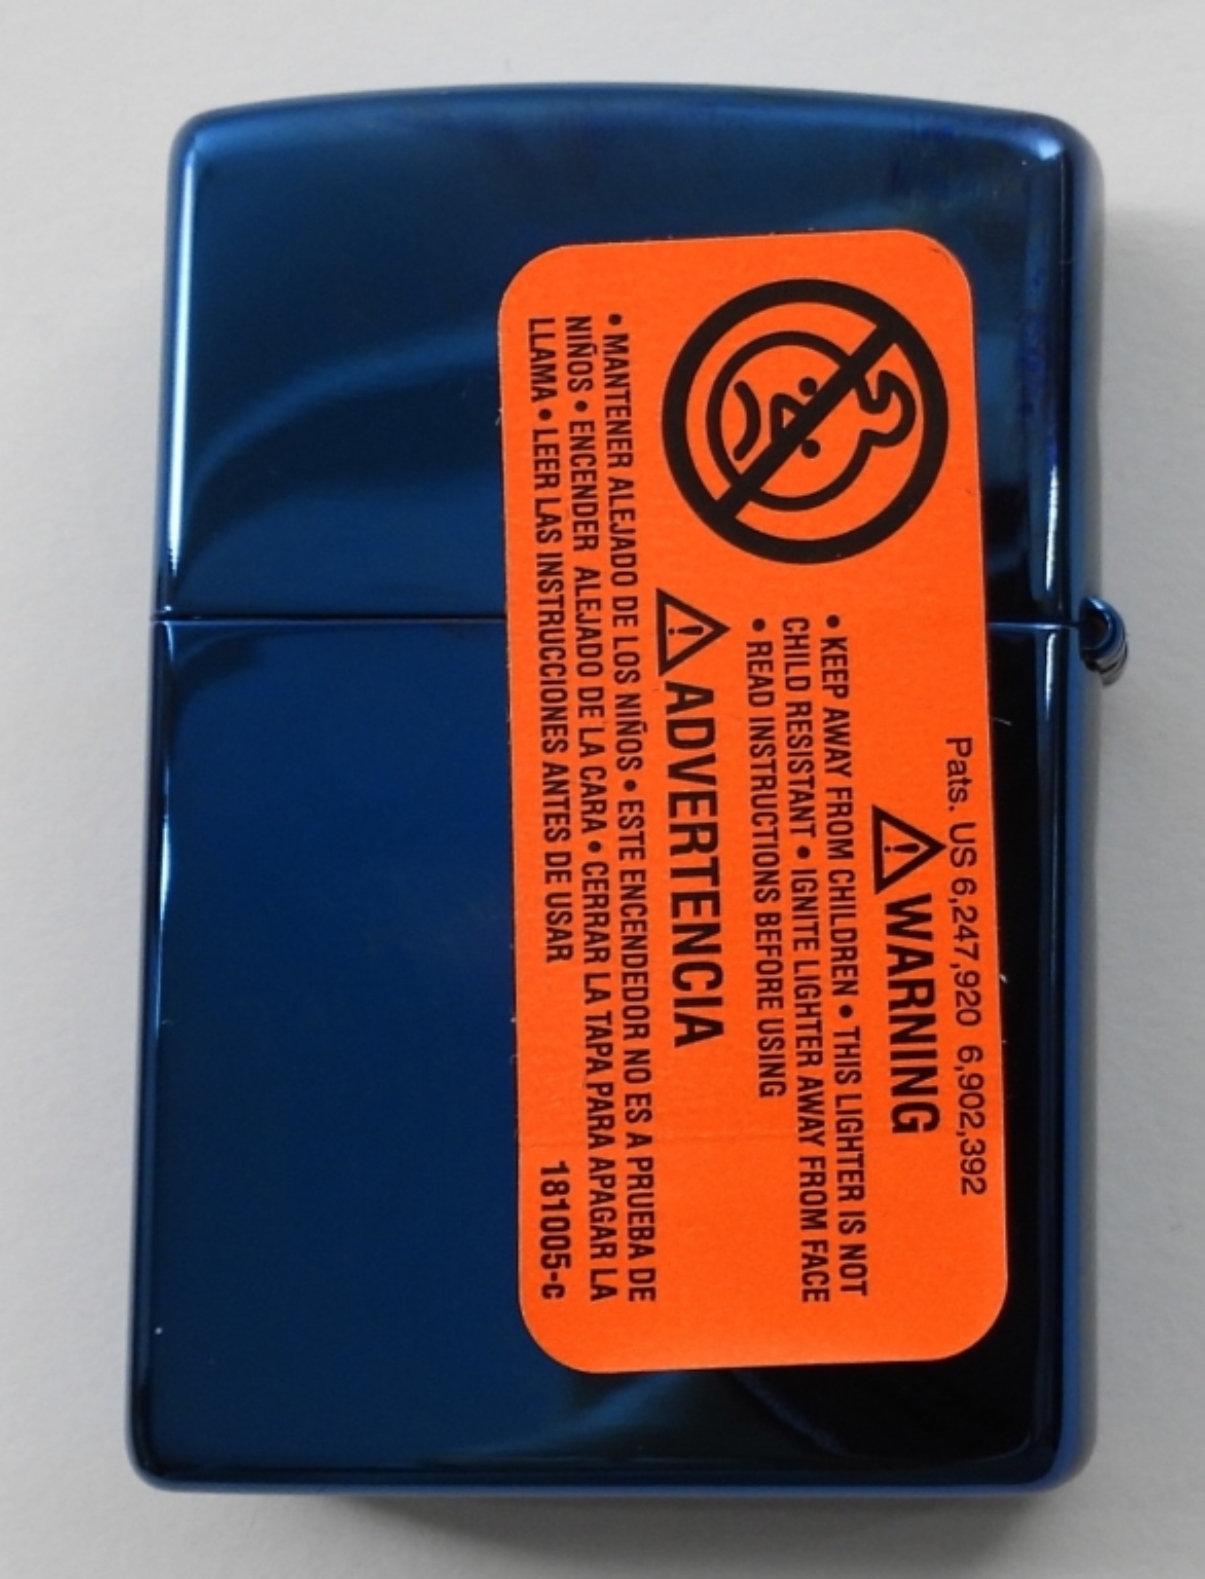 Pats. US 6,247,920  6,902,392
WARNING
• KEEP AWAY FROM CHILDREN • THIS LIGHTER IS NOT
CHILD RESISTANT • IGNITE LIGHTER AWAY FROM FACE
• READ INSTRUCTIONS BEFORE USING
ADVERTENCIA
• MANTENER ALEJADO DE LOS NIÑOS • ESTE ENCENDEDOR NO ES A PRUEBA DE
NIÑOS • ENCENDER ALEJADO DE LA CARA • CERRAR LA TAPA PARA APAGAR LA
LLAMA • LEER LAS INSTRUCCIONES ANTES DE USAR
181005-c